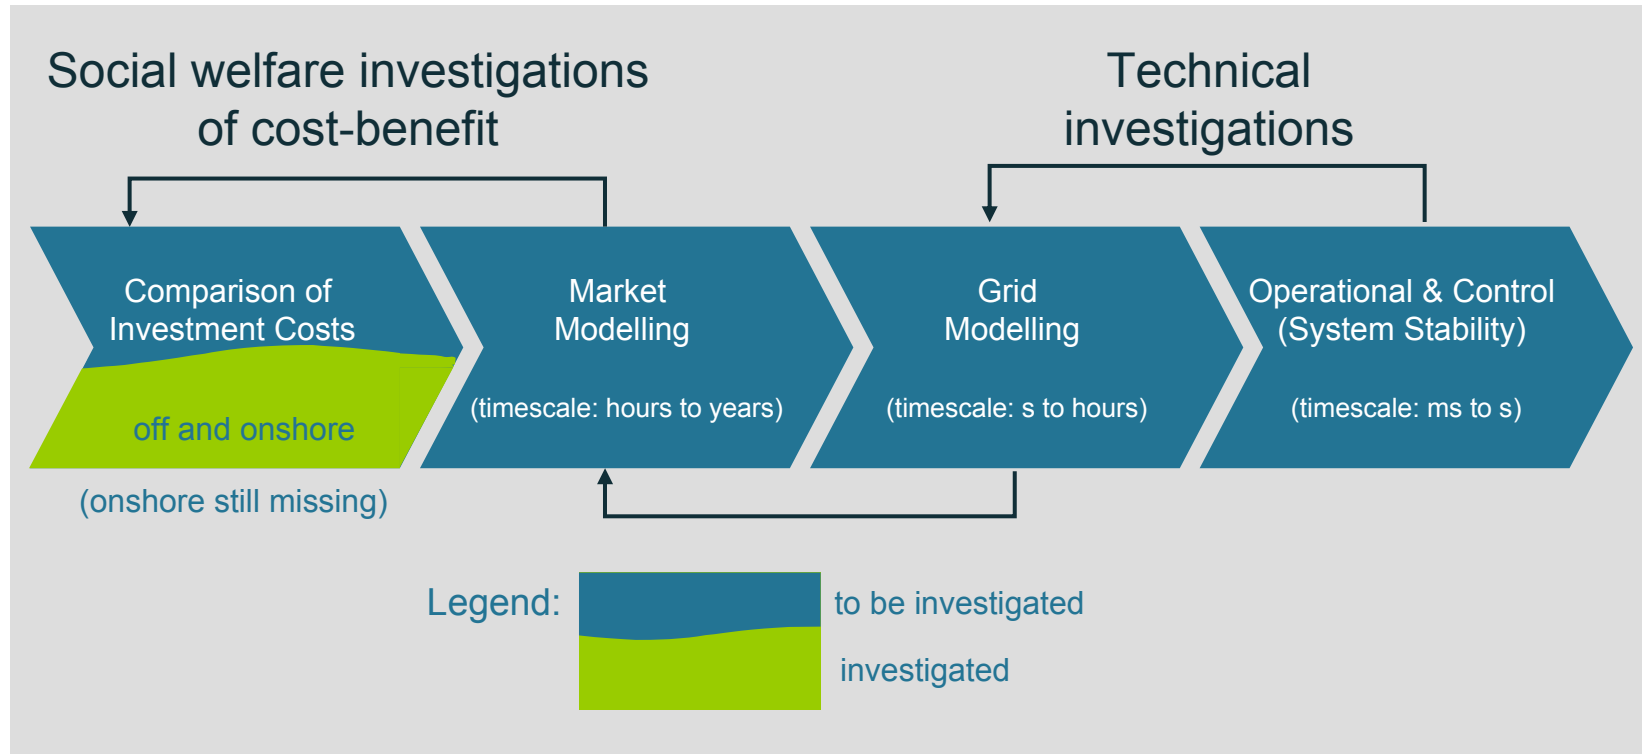 Social welfare investigations
of cost-benefit
Technical
investigations
Comparison of
Investment Costs
off and onshore
(onshore still missing)
Market
Modelling
(timescale: hours to years)
Grid
Modelling
(timescale: s to hours)
Operational & Control
(System Stability)
(timescale: ms to s)
Legend:
to be investigated
investigated